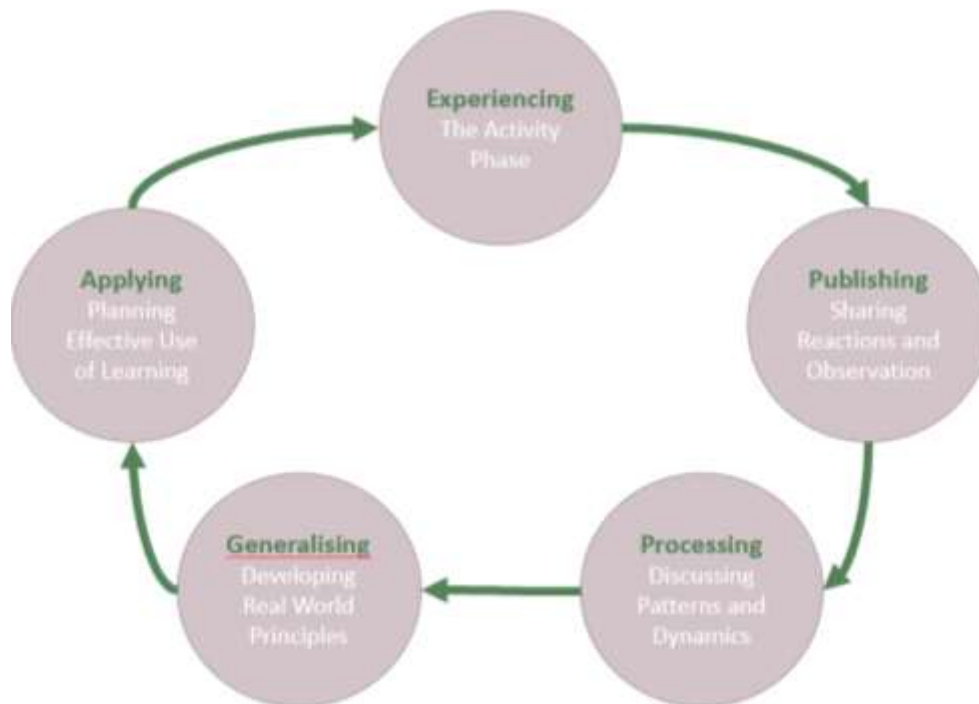 Experiencing
The Activity
Phase
Publishing
Sharing
Reactions and
Observation
Processing
Discussing
Patterns and
Dynamics
Generalising
Developing
Real World
Principles
Applying
Planning
Effective Use
of Learning